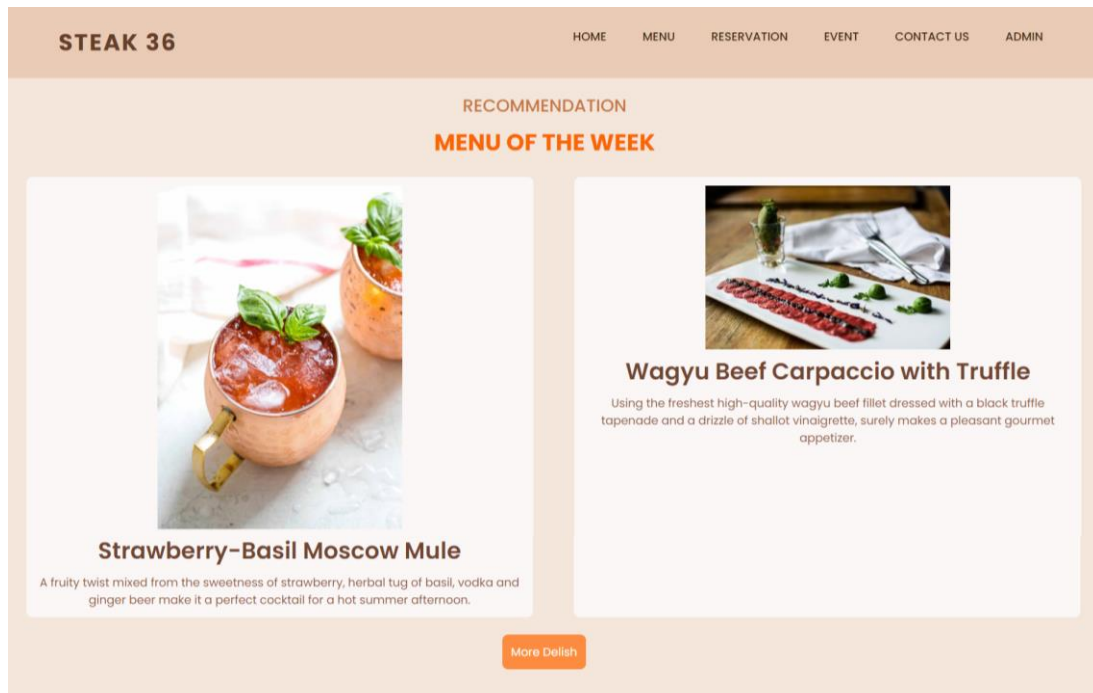 STEAK 36
HOME MENU RESERVATION EVENT CONTACT US ADMIN
RECOMMENDATION
MENU OF THE WEEK
Strawberry-Basil Moscow Mule
A fruity twist mixed from the sweetness of strawberry, herbal tug of basil, vodka and
ginger beer make it a perfect cocktail for a hot summer afternoon.
Wagyu Beef Carpaccio with Truffle
Using the freshest high-quality wagyu beef fillet dressed with a black truffle
tapenade and a drizzle of shallot vinaigrette, surely makes a pleasant gourmet
appetizer.
More Delish